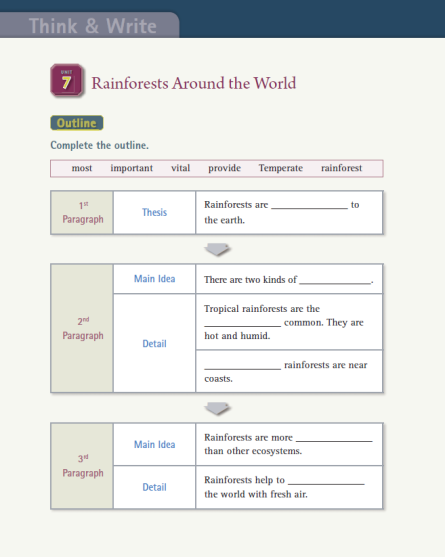 Think & Write
UNIT
7
Rainforests Around the World
Outline
Complete the outline.
most important vital provide Temperate rainforest
1st
Paragraph
Thesis
Rainforests are ______________ to
the earth.
2nd
Paragraph
Main Idea
There are two kinds of ______________.
Detail
Tropical rainforests are the
______________ common. They are
hot and humid.
______________ rainforests are near
coasts.
3rd
Paragraph
Main Idea
Rainforests are more ______________
than other ecosystems.
Detail
Rainforests help to ______________
the world with fresh air.